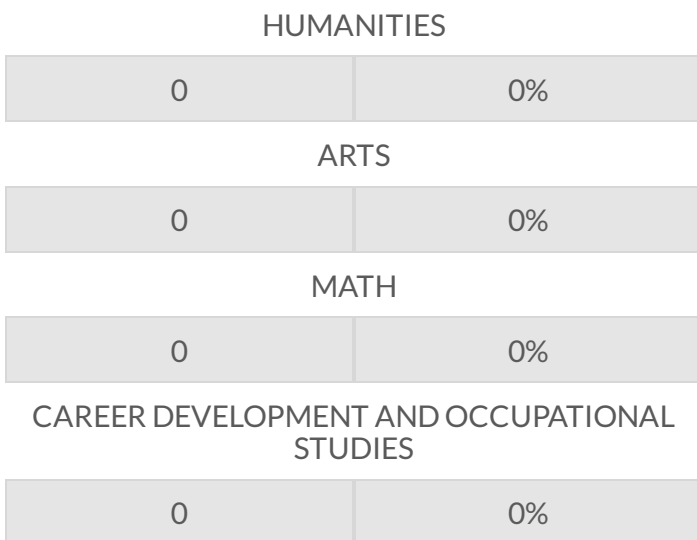 HUMANITIES
0 0%
ARTS
0 0%
MATH
0 0%
CAREER DEVELOPMENT AND OCCUPATIONAL
STUDIES
0 0%